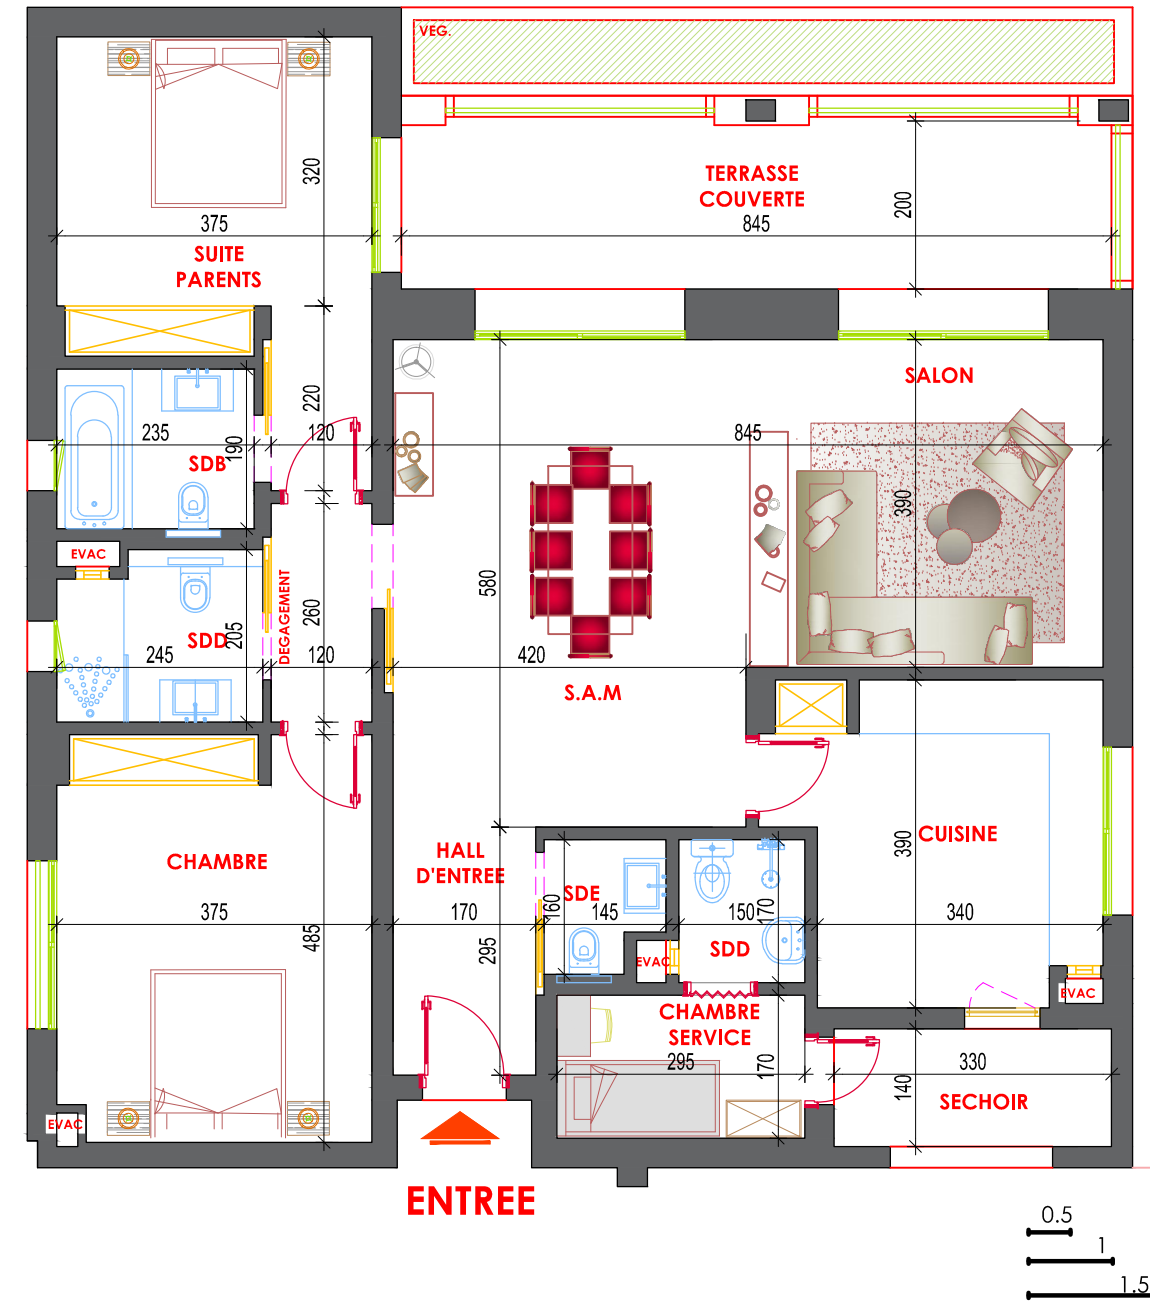 VEG.
TERRASSE
COUVERTE
200
845
320
375
SUITE
PARENTS
SALON
220
235
190
120
845
SDB
390
EVAC
DEGAGEMENT
580
260
SDD
205
245
120
420
S.A.M
CHAMBRE
HALL
D'ENTREE
CUISINE
390
SDE
160
375
170
145
150
170
340
485
295
SDD
EVAC
EVAC
CHAMBRE
SERVICE
295
170
330
140
SECHOIR
EVAC
ENTREE
0.5
1
1.5